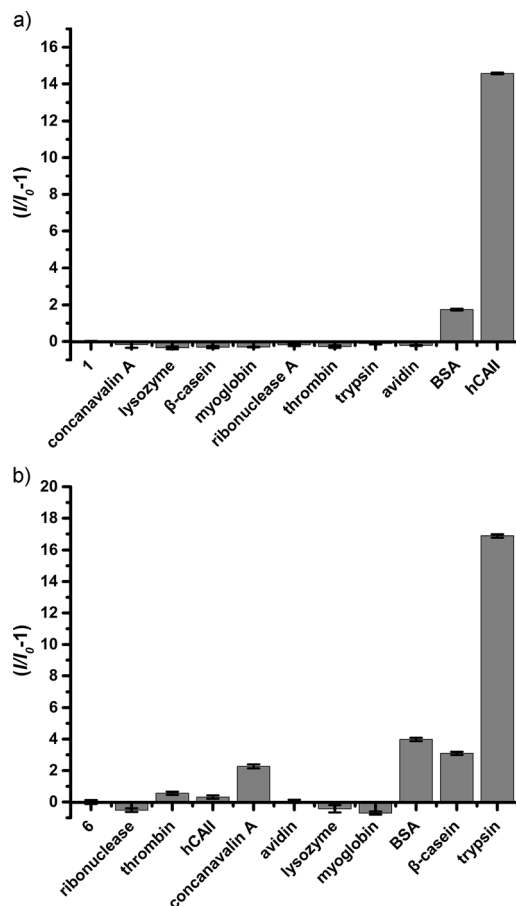 a)
16
14
12
10
8
6
4
2
0
(I/I0-1)
1
concanavalin A
lysozyme
β-casein
myoglobin
ribonuclease A
thrombin
trypsin
avidin
BSA
hCAII
b)
20
18
16
14
12
10
8
6
4
2
0
(I/I0-1)
6
ribonuclease
thrombin
hCAII
concanavalin A
avidin
lysozyme
myoglobin
BSA
β-casein
trypsin